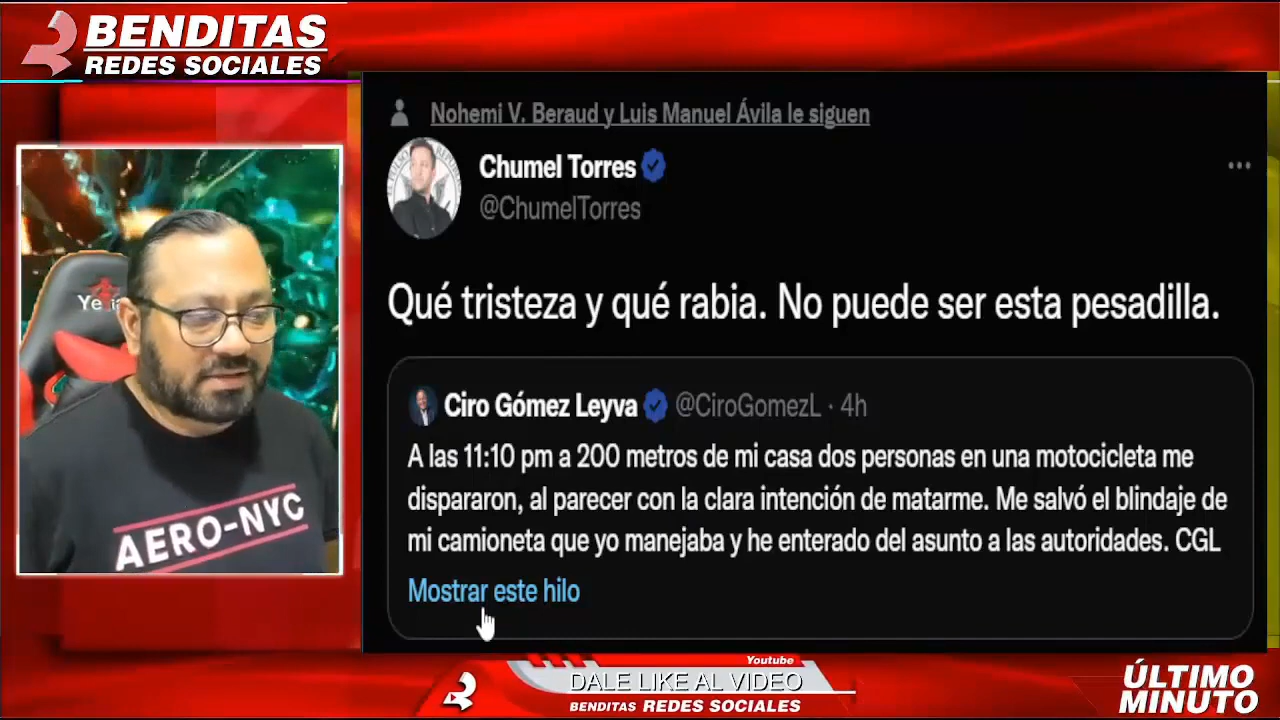 BENDITAS
REDES SOCIALES
Nohemi V. Beraud y Luis Manuel Ávila le siguen
Chumel Torres
@ChumelTorres
Qué tristeza y qué rabia. No puede ser esta pesadilla.
Ciro Gómez Leyva @CiroGomezL · 4h
A las 11:10 pm a 200 metros de mi casa dos personas en una motocicleta me
dispararon, al parecer con la clara intención de matarme. Me salvó el blindaje de
mi camioneta que yo manejaba y he enterado del asunto a las autoridades. CGL
Mostrar este hilo
AERO-NYC
Youtube
DALE LIKE AL VIDEO
BENDITAS REDES SOCIALES
ÚLTIMO
MINUTO